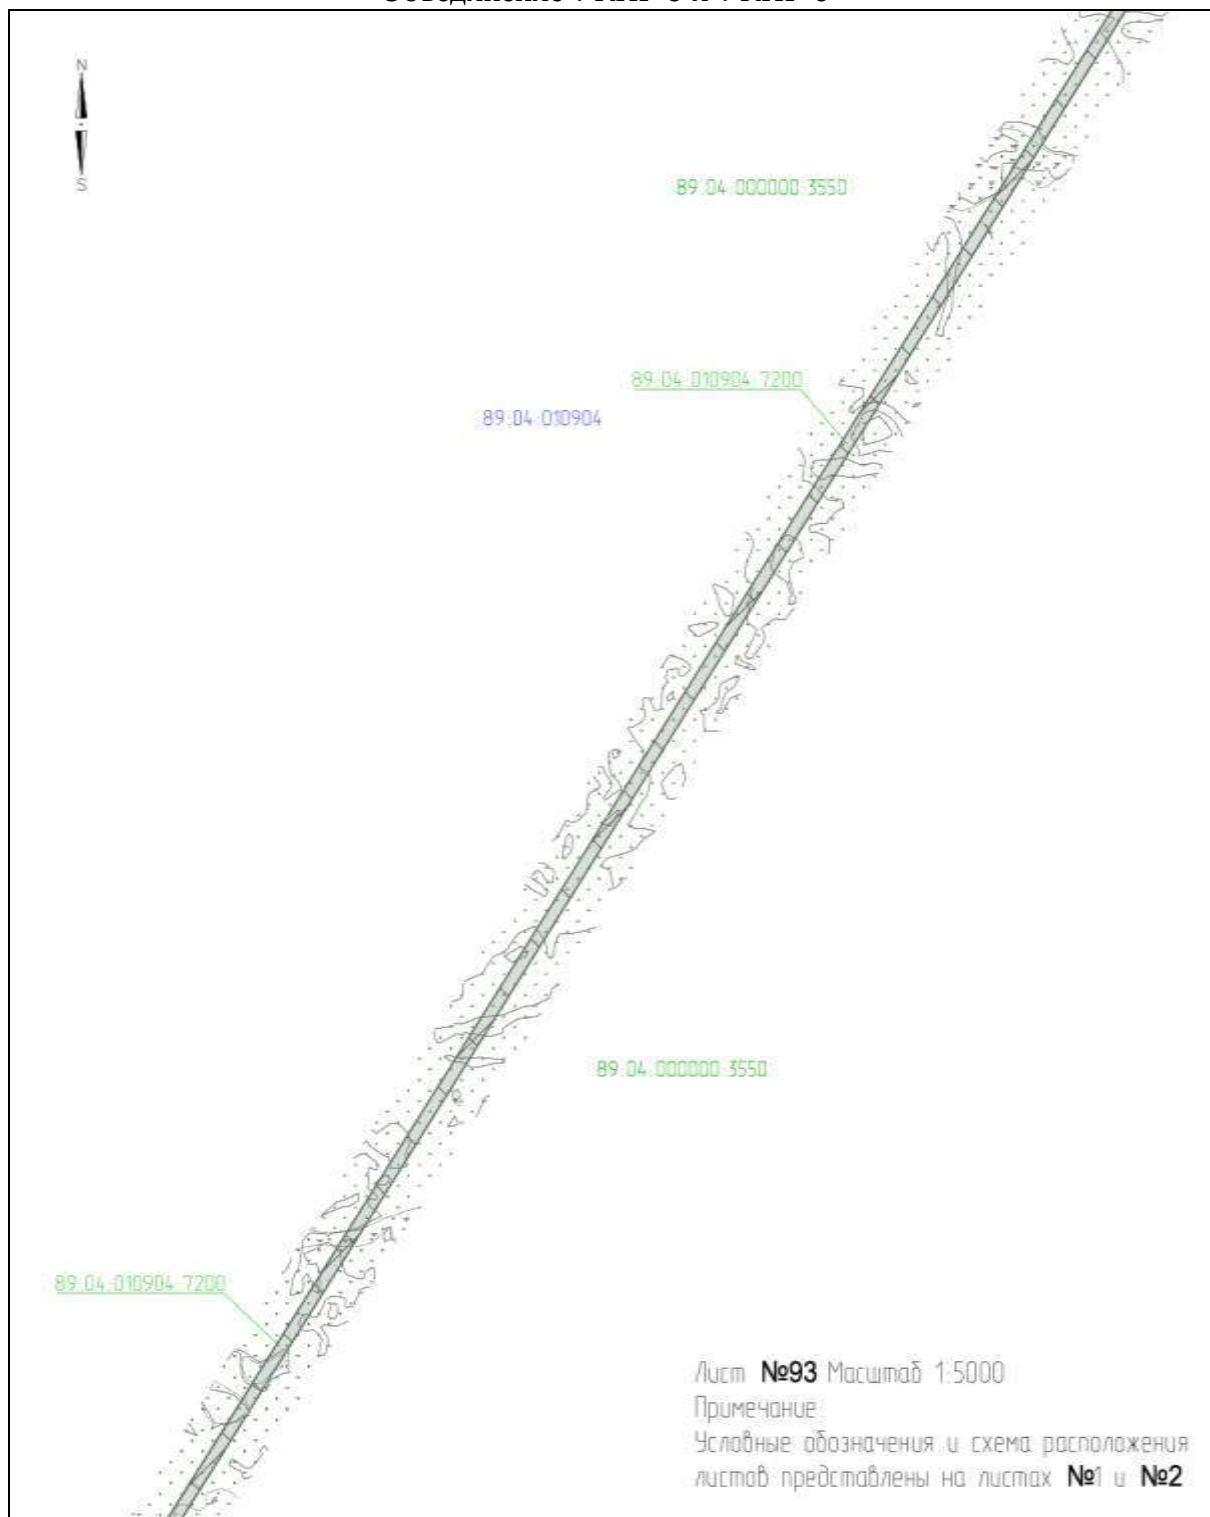 N
S
89:04:000000:3550
89:04:010904:7200
89:04:010904
89:04:000000:3550
89:04:010904:7200
Лист №93 Масштаб 1:5000
Примечание
Условные обозначения и схема расположения
листов представлены на листах №1 и №2